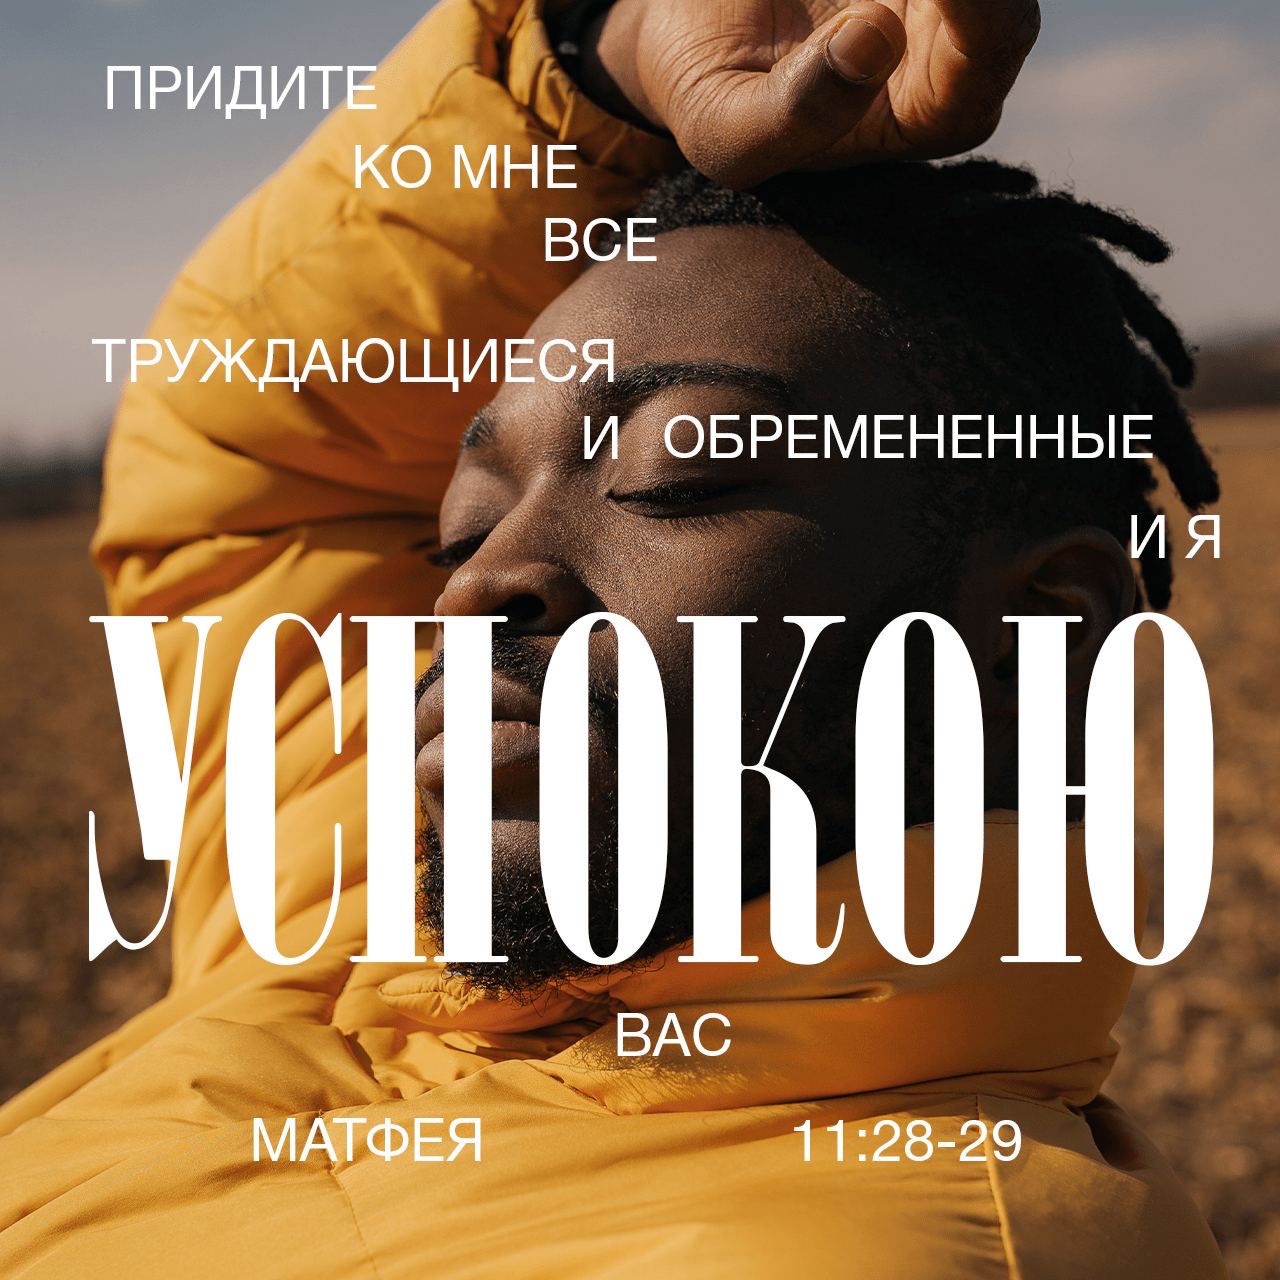 ПРИДИТЕ
КО МНЕ
ВСЕ
ТРУЖДАЮЩИЕСЯ
И ОБРЕМЕНЕННЫЕ
И Я
УСПОКОЮ
ВАС
МАТФЕЯ 11:28-29